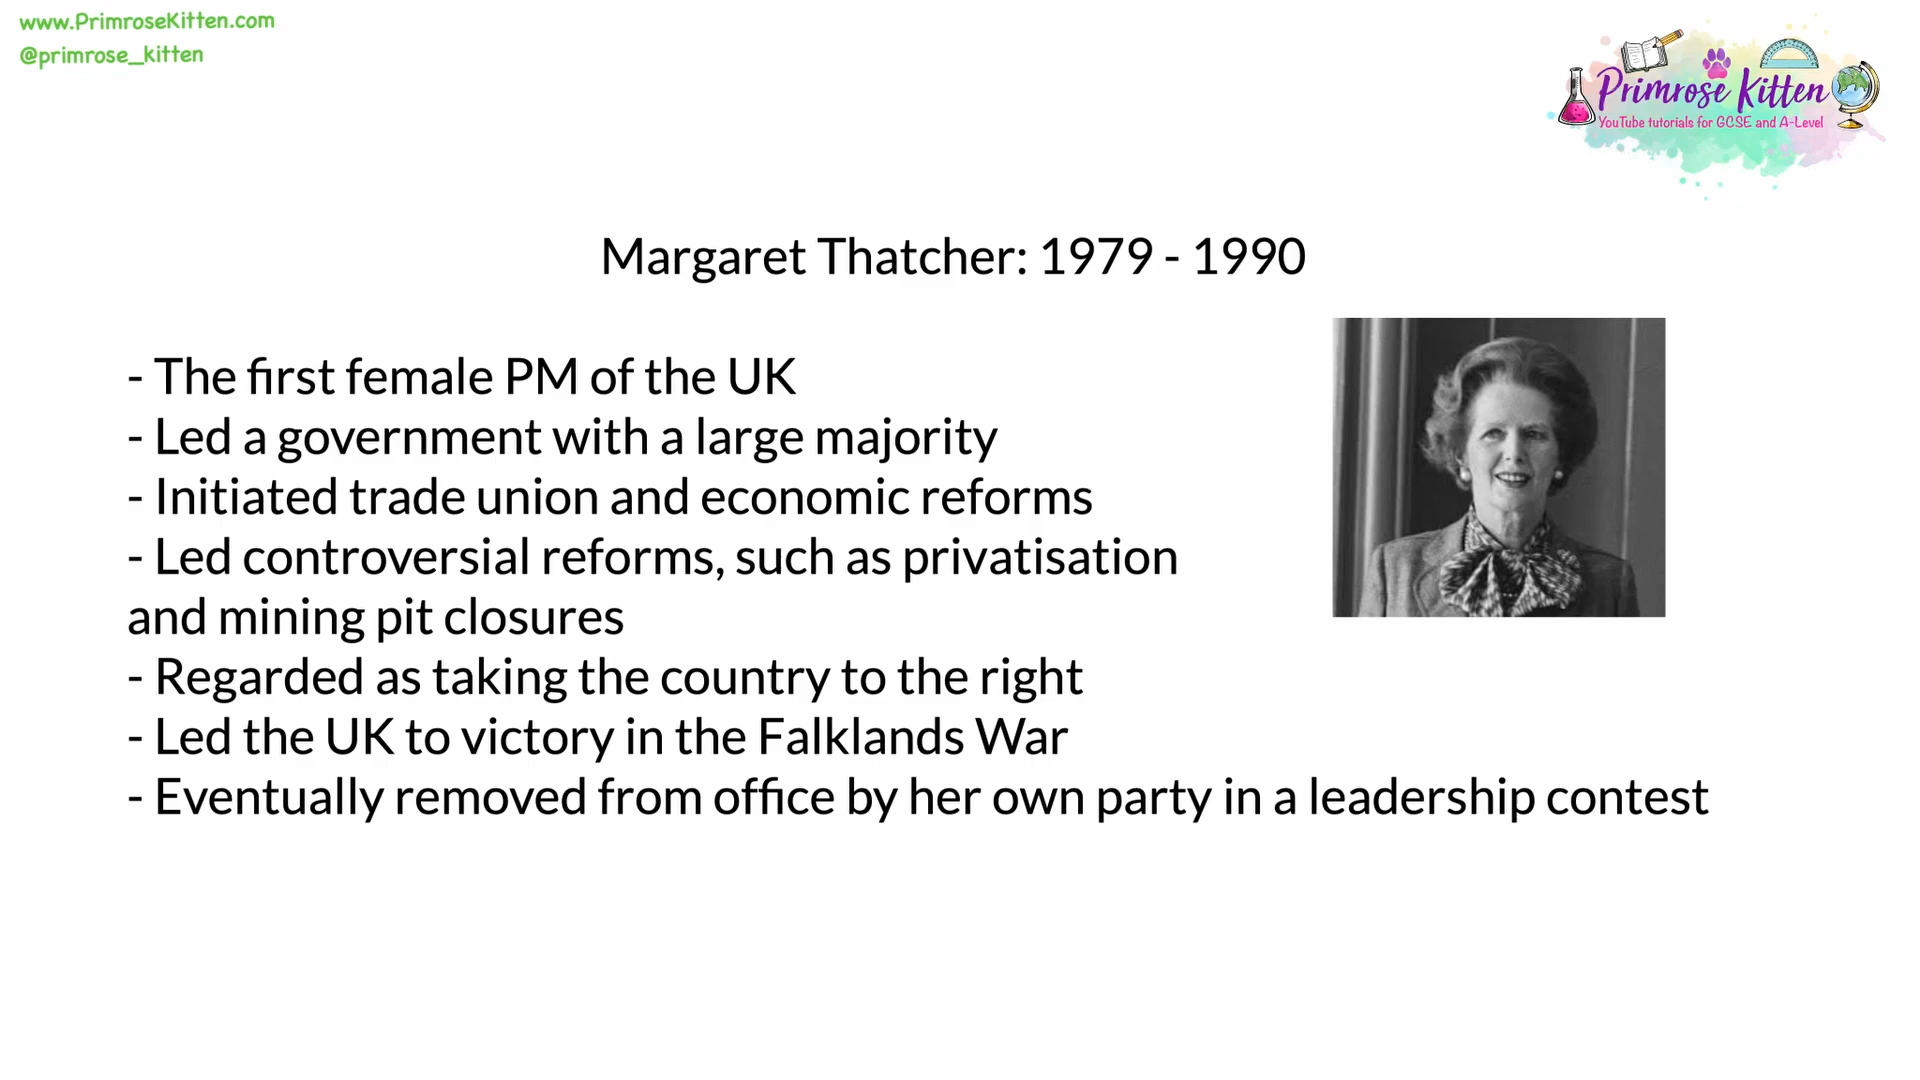 www.PrimroseKitten.com
@primrose_kitten
Primrose Kitten
YouTube tutorials for GCSE and A-Level
Margaret Thatcher: 1979 - 1990
- The first female PM of the UK
- Led a government with a large majority
- Initiated trade union and economic reforms
- Led controversial reforms, such as privatisation
and mining pit closures
- Regarded as taking the country to the right
- Led the UK to victory in the Falklands War
- Eventually removed from office by her own party in a leadership contest